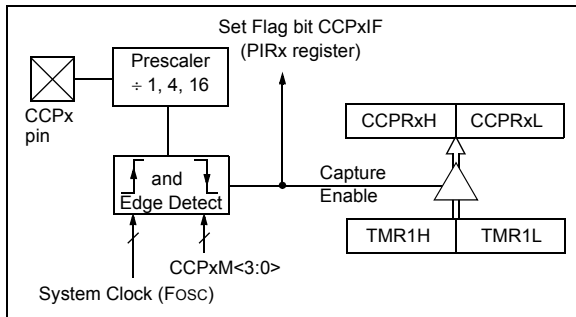 Set Flag bit CCPxIF
(PIRx register)
Prescaler
÷ 1, 4, 16
CCPx
pin
CCPRxH CCPRxL
and
Edge Detect
Capture
Enable
TMR1H TMR1L
CCPxM<3:0>
System Clock (FOSC)